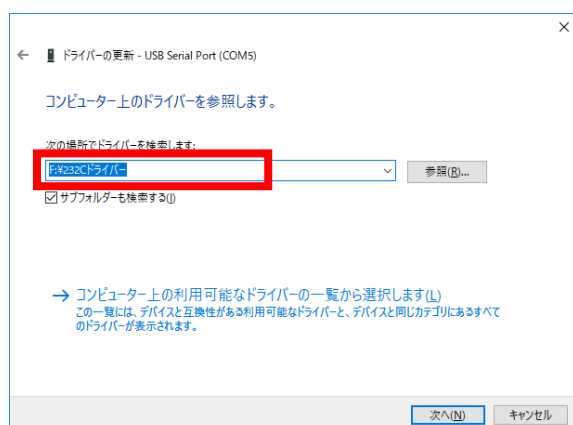 ドライバーの更新 - USB Serial Port (COM5)
コンピューター上のドライバーを参照します。
次の場所でドライバーを検索します:
F:¥232Cドライバー
参照(R)...
サブフォルダーも検索する(I)
コンピューター上の利用可能なドライバーの一覧から選択します(L)
この一覧には、デバイスと互換性がある利用可能なドライバーと、デバイスと同じカテゴリにあるすべて
のドライバーが表示されます。
次へ(N)
キャンセル